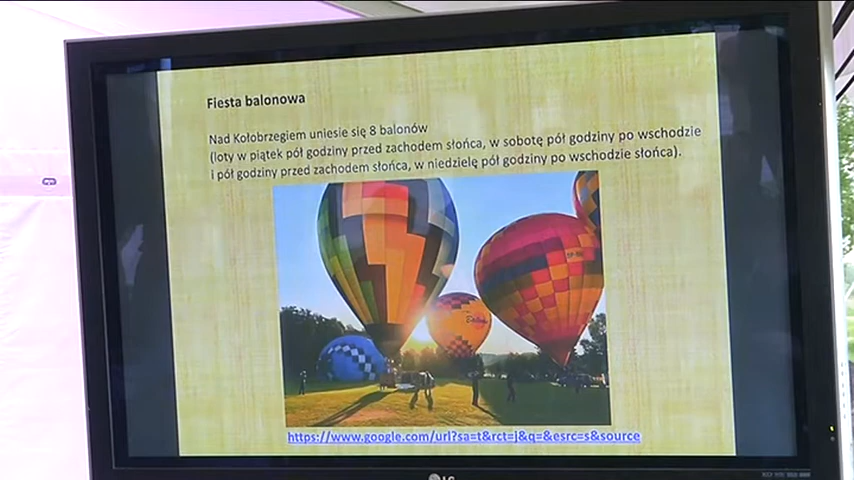 Fiesta balonowa
Nad Kołobrzegiem uniesie się 8 balonów
(loty w piątek pół godziny przed zachodem słońca, w sobotę pół godziny po wschodzie
i pół godziny przed zachodem słońca, w niedzielę pół godziny po wschodzie słońca).
https://www.google.com/url?sa=t&rct=j&q=&esrc=s&source
LG